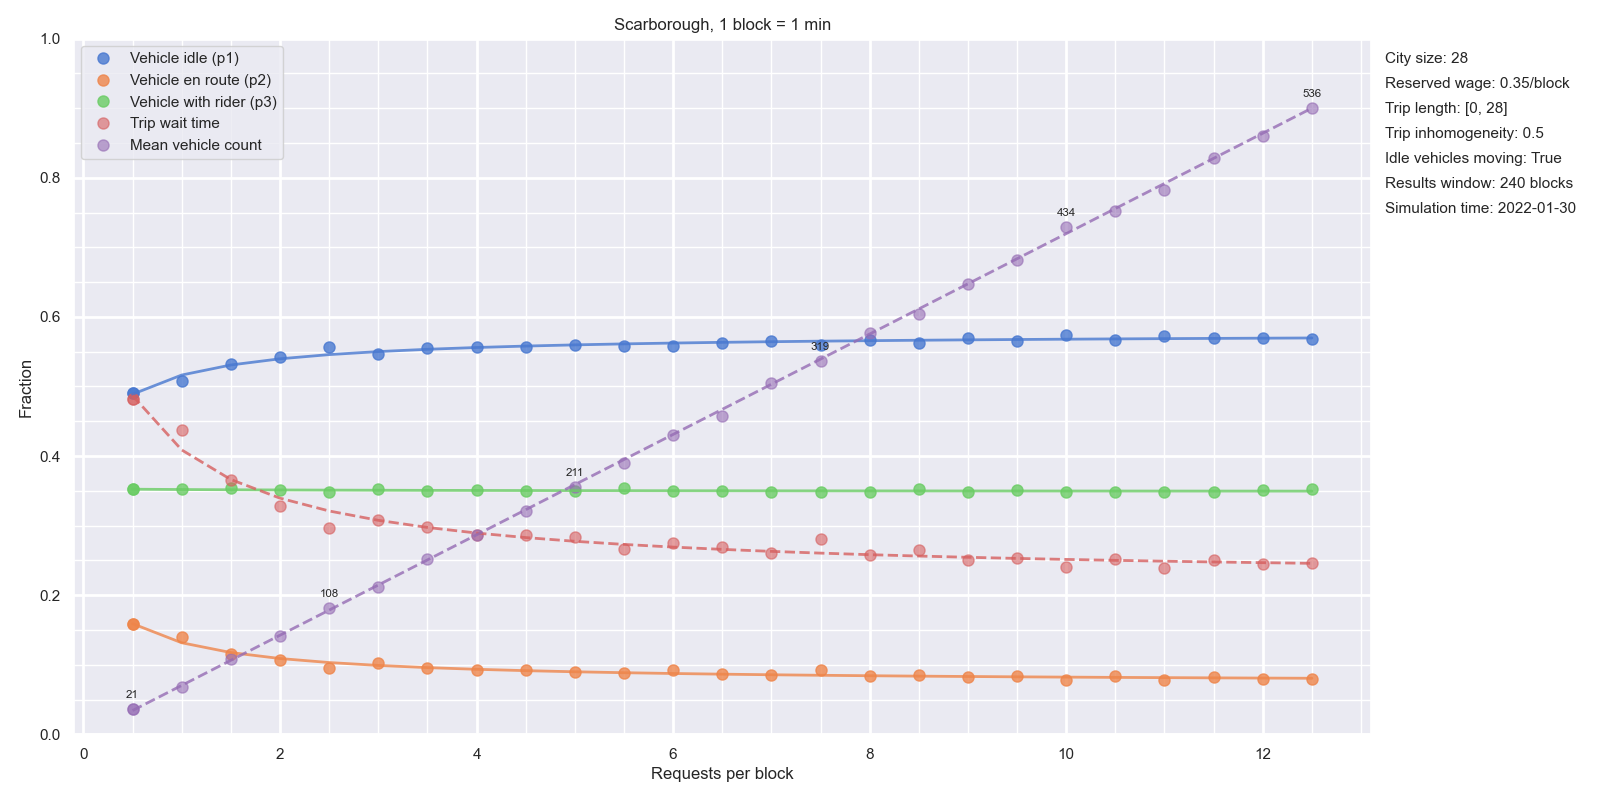 Scarborough, 1 block = 1 min
1.0
0.8
0.6
0.4
0.2
0.0
Fraction
Vehicle idle (p1)
Vehicle en route (p2)
Vehicle with rider (p3)
Trip wait time
Mean vehicle count
21
108
211
319
434
536
0
2
4
6
8
10
12
Requests per block
City size: 28
Reserved wage: 0.35/block
Trip length: [0, 28]
Trip inhomogeneity: 0.5
Idle vehicles moving: True
Results window: 240 blocks
Simulation time: 2022-01-30